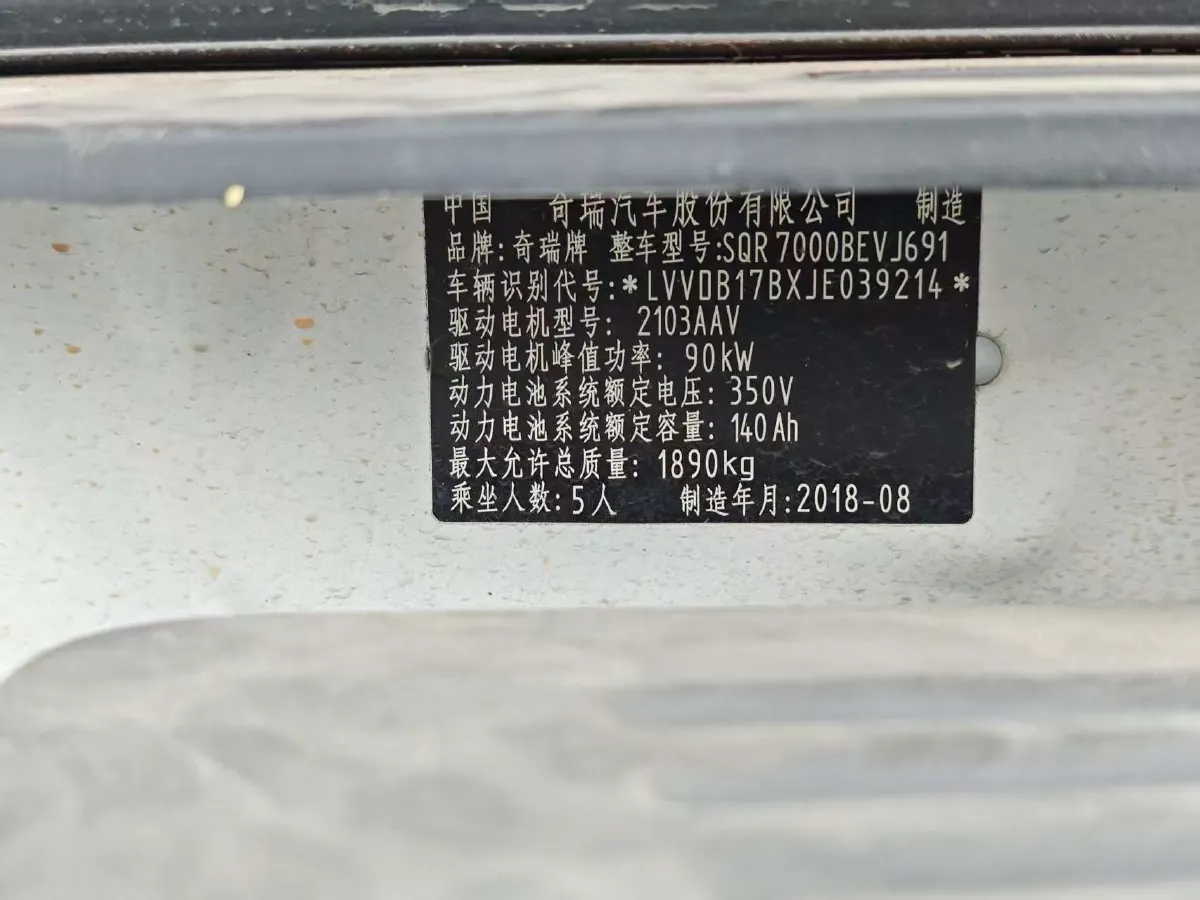 中国 奇瑞汽车股份有限公司 制造
品牌:奇瑞牌 整车型号:SQR7000BEVJ691
车辆识别代号:*LVVDB17BXJE039214*
驱动电机型号: 2103AAV
驱动电机峰值功率: 90kW
动力电池系统额定电压: 350V
动力电池系统额定容量: 140Ah
最大允许总质量: 1890kg
乘坐人数:5人 制造年月:2018-08